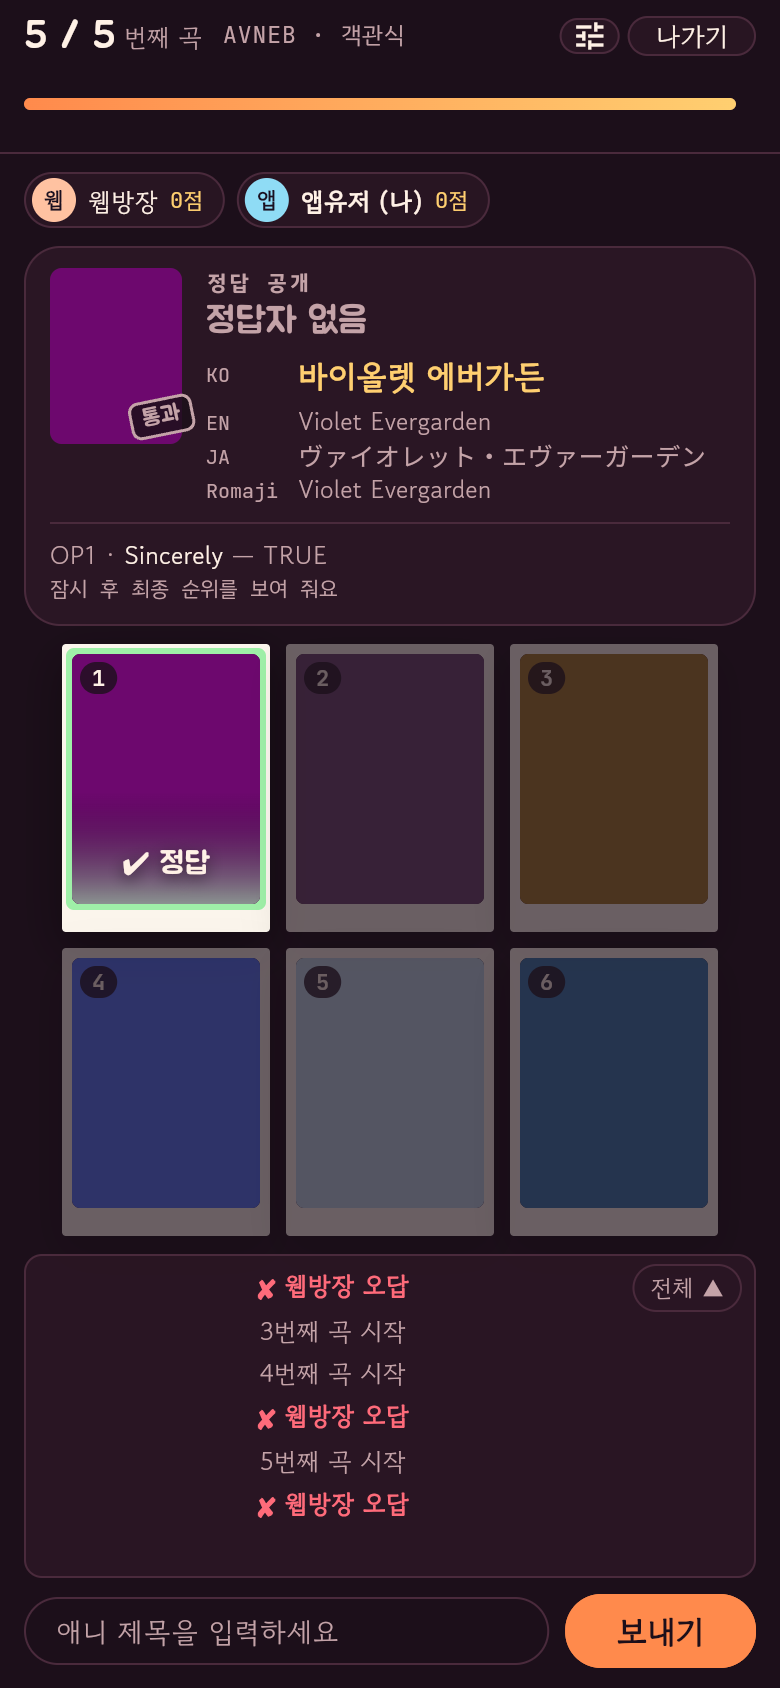 5 / 5 번째 곡 AVNEB · 객관식 나가기
웹 웹방장 0점 앱 앱유저 (나) 0점
정답 공개
정답자 없음
통과
KO 바이올렛 에버가든
EN Violet Evergarden
JA ヴァイオレット・エヴァーガーデン
Romaji Violet Evergarden
OP1 · Sincerely — TRUE
잠시 후 최종 순위를 보여 줘요
1 2 3
✔ 정답
4 5 6
✘ 웹방장 오답 전체 ▲
3번째 곡 시작
4번째 곡 시작
✘ 웹방장 오답
5번째 곡 시작
✘ 웹방장 오답
애니 제목을 입력하세요 보내기